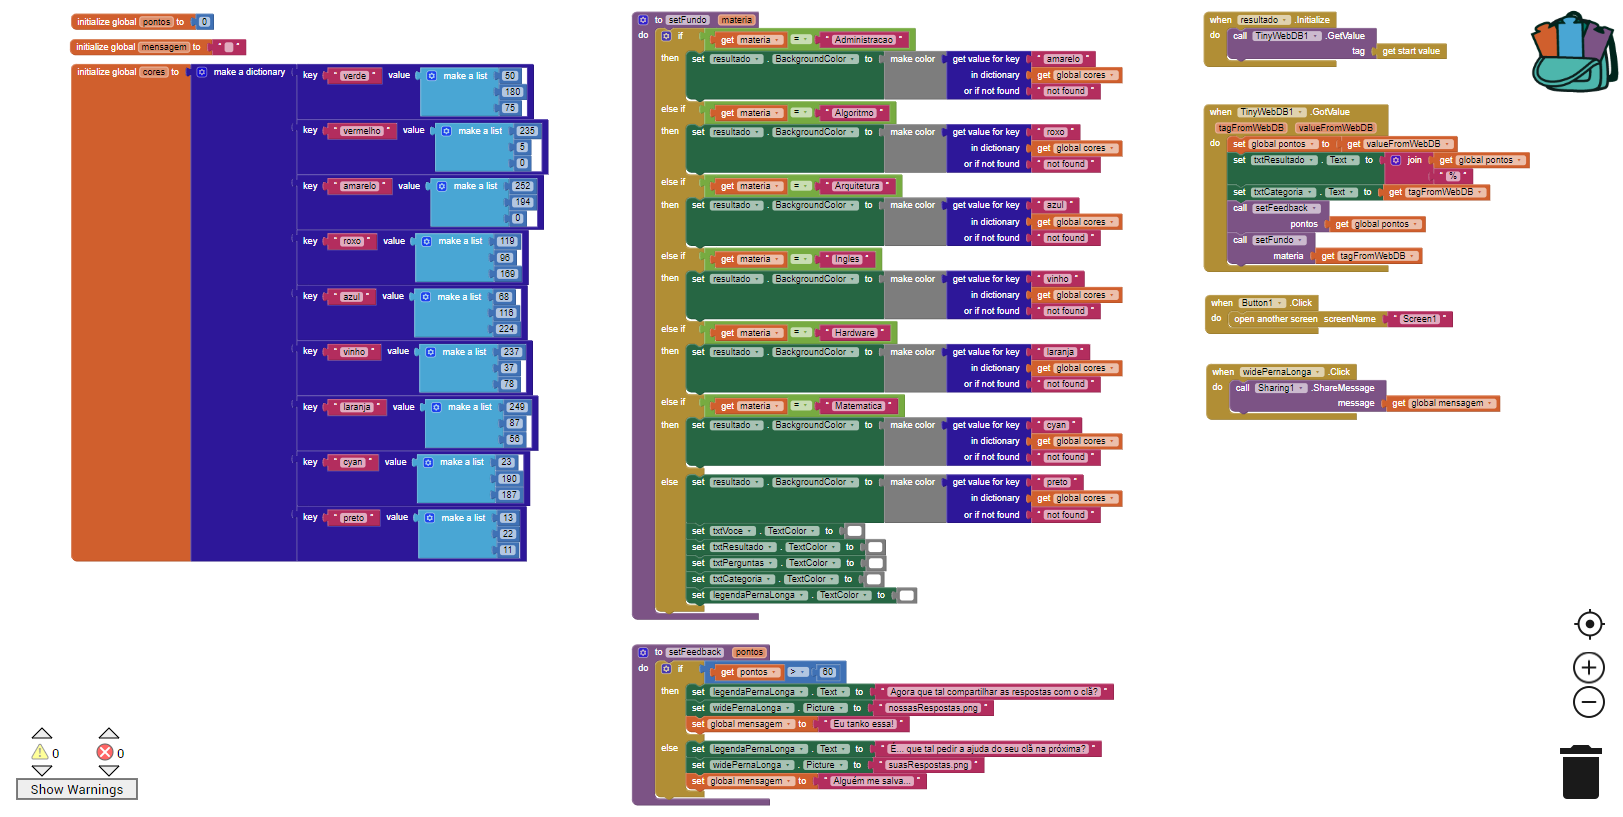 initialize global pontos to 0
initialize global mensagem to " "
initialize global cores to make a dictionary
key " verde " value make a list 50
180
75
key " vermelho " value make a list 235
5
0
key " amarelo " value make a list 252
194
0
key " roxo " value make a list 119
96
169
key " azul " value make a list 68
116
224
key " vinho " value make a list 237
37
78
key " laranja " value make a list 249
87
56
key " cyan " value make a list 23
190
187
key " preto " value make a list 13
22
11
to setFundo materia
do if get materia = " Administracao "
then set resultado . BackgroundColor to make color get value for key " amarelo "
in dictionary get global cores
or if not found " not found "
else if get materia = " Algoritmo "
then set resultado . BackgroundColor to make color get value for key " roxo "
in dictionary get global cores
or if not found " not found "
else if get materia = " Arquitetura "
then set resultado . BackgroundColor to make color get value for key " azul "
in dictionary get global cores
or if not found " not found "
else if get materia = " Ingles "
then set resultado . BackgroundColor to make color get value for key " vinho "
in dictionary get global cores
or if not found " not found "
else if get materia = " Hardware "
then set resultado . BackgroundColor to make color get value for key " laranja "
in dictionary get global cores
or if not found " not found "
else if get materia = " Matematica "
then set resultado . BackgroundColor to make color get value for key " cyan "
in dictionary get global cores
or if not found " not found "
else set resultado . BackgroundColor to make color get value for key " preto "
in dictionary get global cores
or if not found " not found "
set txtVoce . TextColor to
set txtResultado . TextColor to
set txtPerguntas . TextColor to
set txtCategoria . TextColor to
set legendaPernaLonga . TextColor to
to setFeedback pontos
do if get pontos > 60
then set legendaPernaLonga . Text to " Agora que tal compartilhar as respostas com o clã? "
set widePernaLonga . Picture to " nossasRespostas.png "
set global mensagem to " Eu tanko essa! "
else set legendaPernaLonga . Text to " É... que tal pedir a ajuda do seu clã na próxima? "
set widePernaLonga . Picture to " suasRespostas.png "
set global mensagem to " Alguém me salva... "
when resultado .Initialize
do call TinyWebDB1 .GetValue
tag get start value
when TinyWebDB1 .GotValue
tagFromWebDB valueFromWebDB
do set global pontos to get valueFromWebDB
set txtResultado . Text to join get global pontos
" % "
set txtCategoria . Text to get tagFromWebDB
call setFeedback
pontos get global pontos
call setFundo
materia get tagFromWebDB
when Button1 .Click
do open another screen screenName " Screen1 "
when widePernaLonga .Click
do call Sharing1 .ShareMessage
message get global mensagem
0 0
Show Warnings